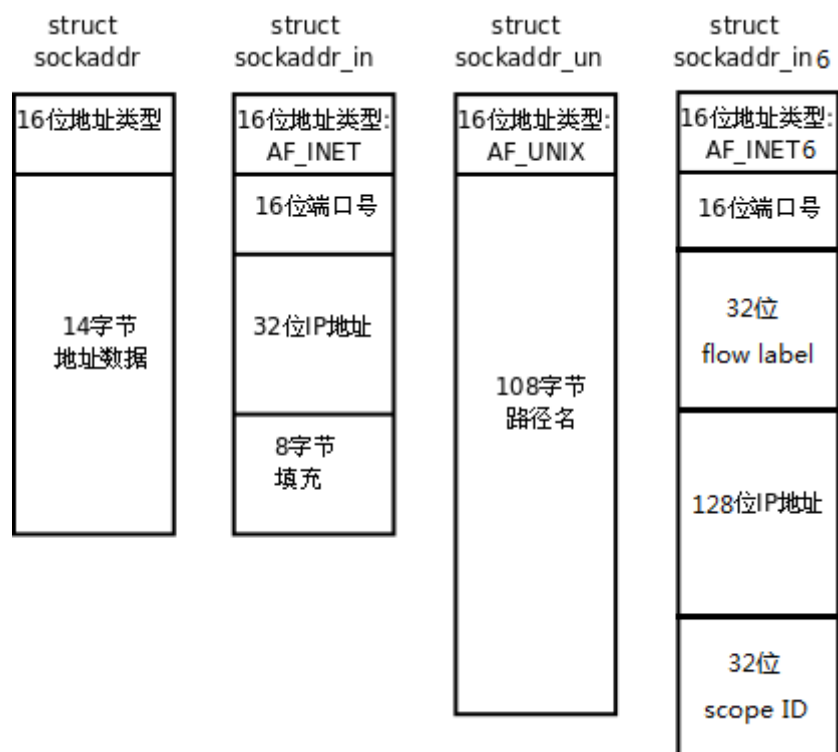 struct
sockaddr
16位地址类型
14字节
地址数据
struct
sockaddr_in
16位地址类型:
AF_INET
16位端口号
32位IP地址
8字节
填充
struct
sockaddr_un
16位地址类型:
AF_UNIX
108字节
路径名
struct
sockaddr_in6
16位地址类型:
AF_INET6
16位端口号
32位
flow label
128位IP地址
32位
scope ID